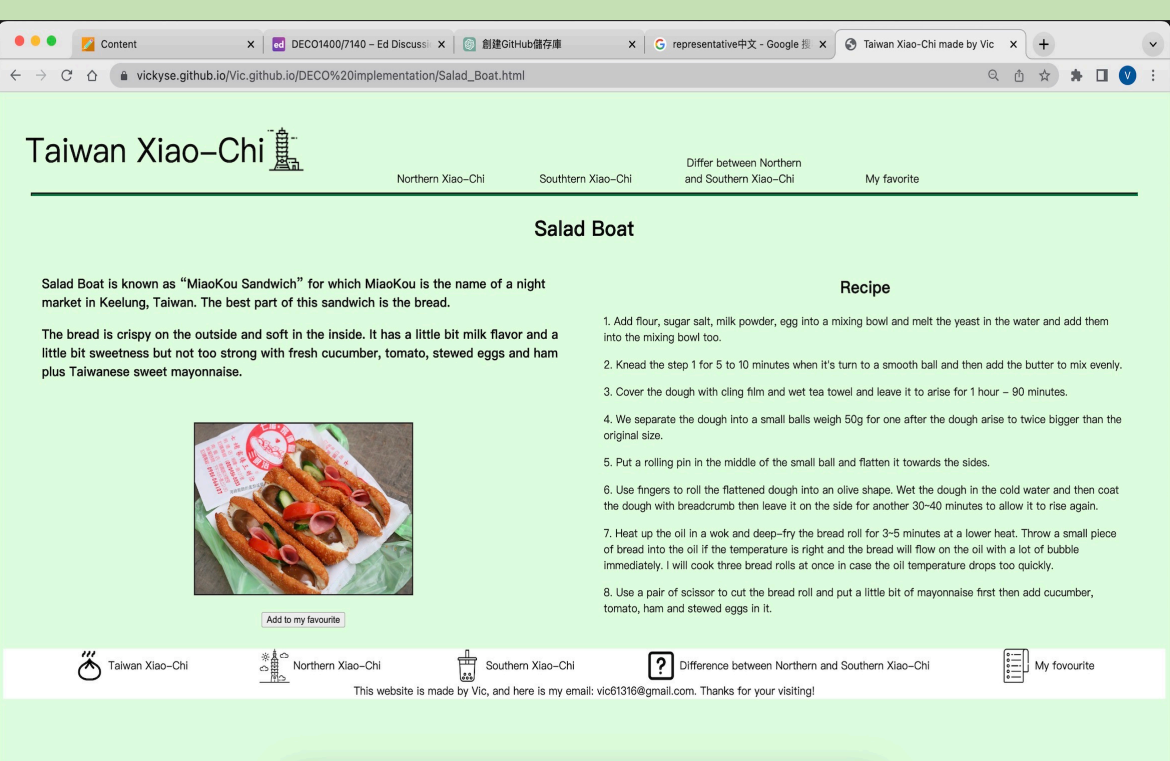 Content
ed DECO1400/7140 – Ed Discussi
創建GitHub儲存庫
G representative中文 - Google 搜
Taiwan Xiao-Chi made by Vic
vickyse.github.io/Vic.github.io/DECO%20implementation/Salad_Boat.html
V
Taiwan Xiao-Chi
Northern Xiao-Chi
Southtern Xiao-Chi
Differ between Northern
and Southern Xiao-Chi
My favorite
Salad Boat
Salad Boat is known as “MiaoKou Sandwich” for which MiaoKou is the name of a night
market in Keelung, Taiwan. The best part of this sandwich is the bread.
The bread is crispy on the outside and soft in the inside. It has a little bit milk flavor and a
little bit sweetness but not too strong with fresh cucumber, tomato, stewed eggs and ham
plus Taiwanese sweet mayonnaise.
Add to my favourite
Recipe
1. Add flour, sugar salt, milk powder, egg into a mixing bowl and melt the yeast in the water and add them
into the mixing bowl too.
2. Knead the step 1 for 5 to 10 minutes when it's turn to a smooth ball and then add the butter to mix evenly.
3. Cover the dough with cling film and wet tea towel and leave it to arise for 1 hour – 90 minutes.
4. We separate the dough into a small balls weigh 50g for one after the dough arise to twice bigger than the
original size.
5. Put a rolling pin in the middle of the small ball and flatten it towards the sides.
6. Use fingers to roll the flattened dough into an olive shape. Wet the dough in the cold water and then coat
the dough with breadcrumb then leave it on the side for another 30~40 minutes to allow it to rise again.
7. Heat up the oil in a wok and deep-fry the bread roll for 3~5 minutes at a lower heat. Throw a small piece
of bread into the oil if the temperature is right and the bread will flow on the oil with a lot of bubble
immediately. I will cook three bread rolls at once in case the oil temperature drops too quickly.
8. Use a pair of scissor to cut the bread roll and put a little bit of mayonnaise first then add cucumber,
tomato, ham and stewed eggs in it.
Taiwan Xiao-Chi
Northern Xiao-Chi
Southern Xiao-Chi
? Difference between Northern and Southern Xiao-Chi
My fovourite
This website is made by Vic, and here is my email: vic61316@gmail.com. Thanks for your visiting!